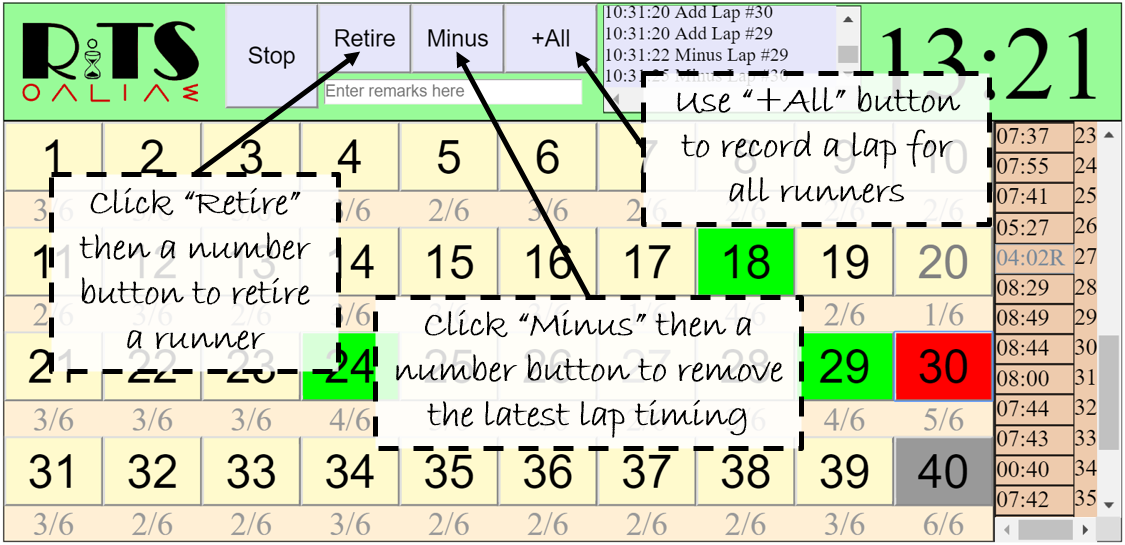 RiTS
OALIAE
Stop
Retire
Minus
+All
Enter remarks here
10:31:20 Add Lap #30
10:31:20 Add Lap #29
10:31:22 Minus Lap #29
10:31:25 Minus Lap #30
13:21
Use “+All” button
to record a lap for
all runners
Click “Retire”
then a number
button to retire
a runner
Click “Minus” then a
number button to remove
the latest lap timing
1 2 3 4 5 6 7 8 9 10
3/6 3/6 2/6 3/6 2/6
11 12 13 14 15 16 17 18 19 20
2/6 3/6 2/6 1/6
21 22 23 24 25 26 27 28 29 30
3/6 3/6 3/6 4/6 4/6 5/6
31 32 33 34 35 36 37 38 39 40
3/6 2/6 2/6 3/6 2/6 2/6 2/6 2/6 3/6 6/6
07:37 23
07:55 24
07:41 25
05:27 26
04:02R 27
08:29 28
08:49 29
08:44 30
08:00 31
07:44 32
07:43 33
00:40 34
07:42 35